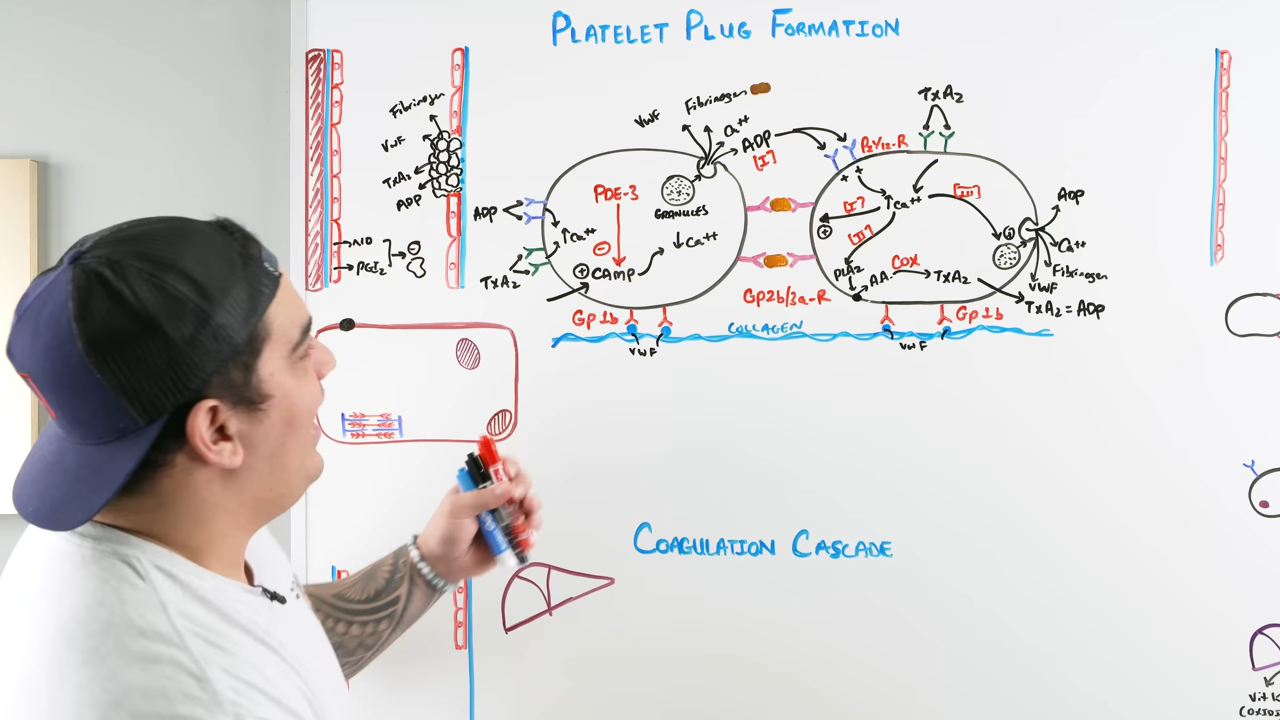 PLATELET PLUG FORMATION
Fibrinogen
VWF
TXA2
ADP
NO
PGI2
-
ADP
TXA2
↑Ca++
PDE-3
-
+ CAMP
↓Ca++
GRANULES
VWF
Fibrinogen
Ca++
ADP
[I]
Gp1b
VWF
COLLAGEN
Gp2b/3a-R
TXA2
P2Y12-R
+ +
↑Ca++
[I]
+
[II]
[III]
+
PLA2
AA
COX
TXA2
ADP
Ca++
Fibrinogen
VWF
TXA2 = ADP
Gp1b
VWF
COAGULATION CASCADE
Vit K